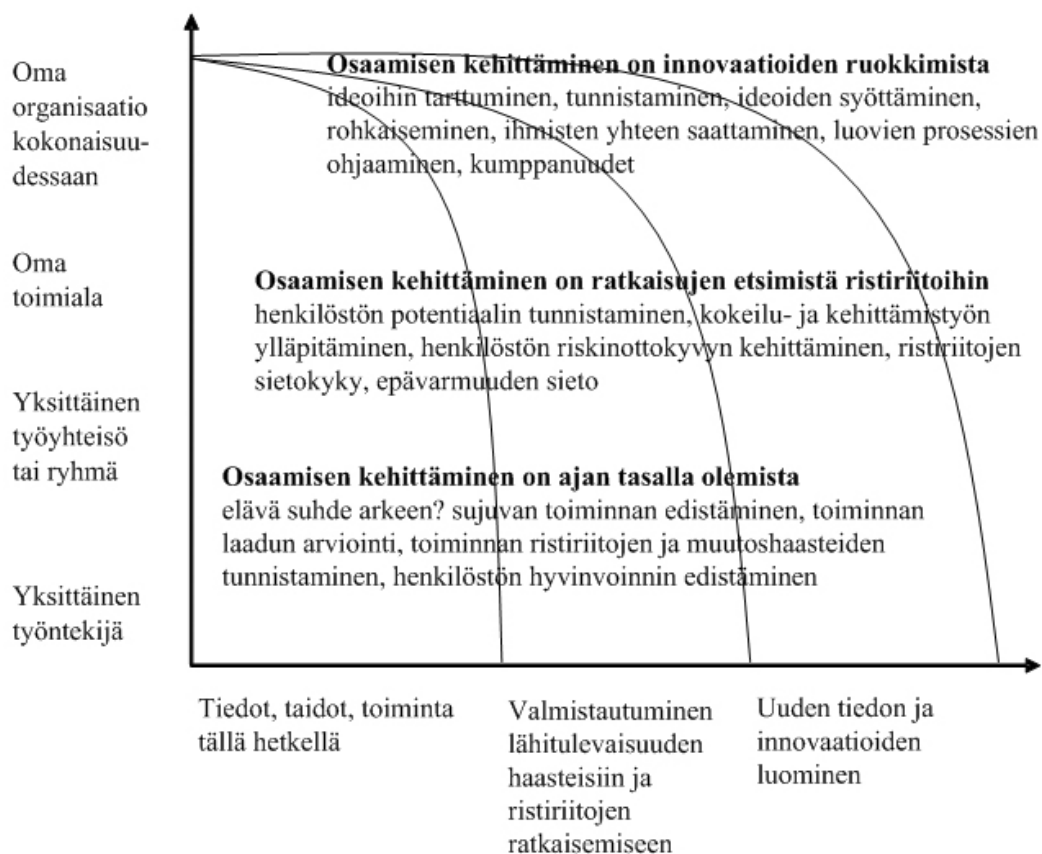 Oma
organisaatio
kokonaisuu-
dessaan
Oma
toimiala
Yksittäinen
työyhteisö
tai ryhmä
Yksittäinen
työntekijä
Osaamisen kehittäminen on innovaatioiden ruokkimista
ideoihin tarttuminen, tunnistaminen, ideoiden syöttäminen,
rohkaiseminen, ihmisten yhteen saattaminen, luovien prosessien
ohjaaminen, kumppanuudet
Osaamisen kehittäminen on ratkaisujen etsimistä ristiriitoihin
henkilöstön potentiaalin tunnistaminen, kokeilu- ja kehittämistyön
ylläpitäminen, henkilöstön riskinottokyvyn kehittäminen, ristiriitojen
sietokyky, epävarmuuden sieto
Osaamisen kehittäminen on ajan tasalla olemista
elävä suhde arkeen? sujuvan toiminnan edistäminen, toiminnan
laadun arviointi, toiminnan ristiriitojen ja muutoshaasteiden
tunnistaminen, henkilöstön hyvinvoinnin edistäminen
Tiedot, taidot, toiminta
tällä hetkellä
Valmistautuminen
lähitulevaisuuden
haasteisiin ja
ristiriitojen
ratkaisemiseen
Uuden tiedon ja
innovaatioiden
luominen